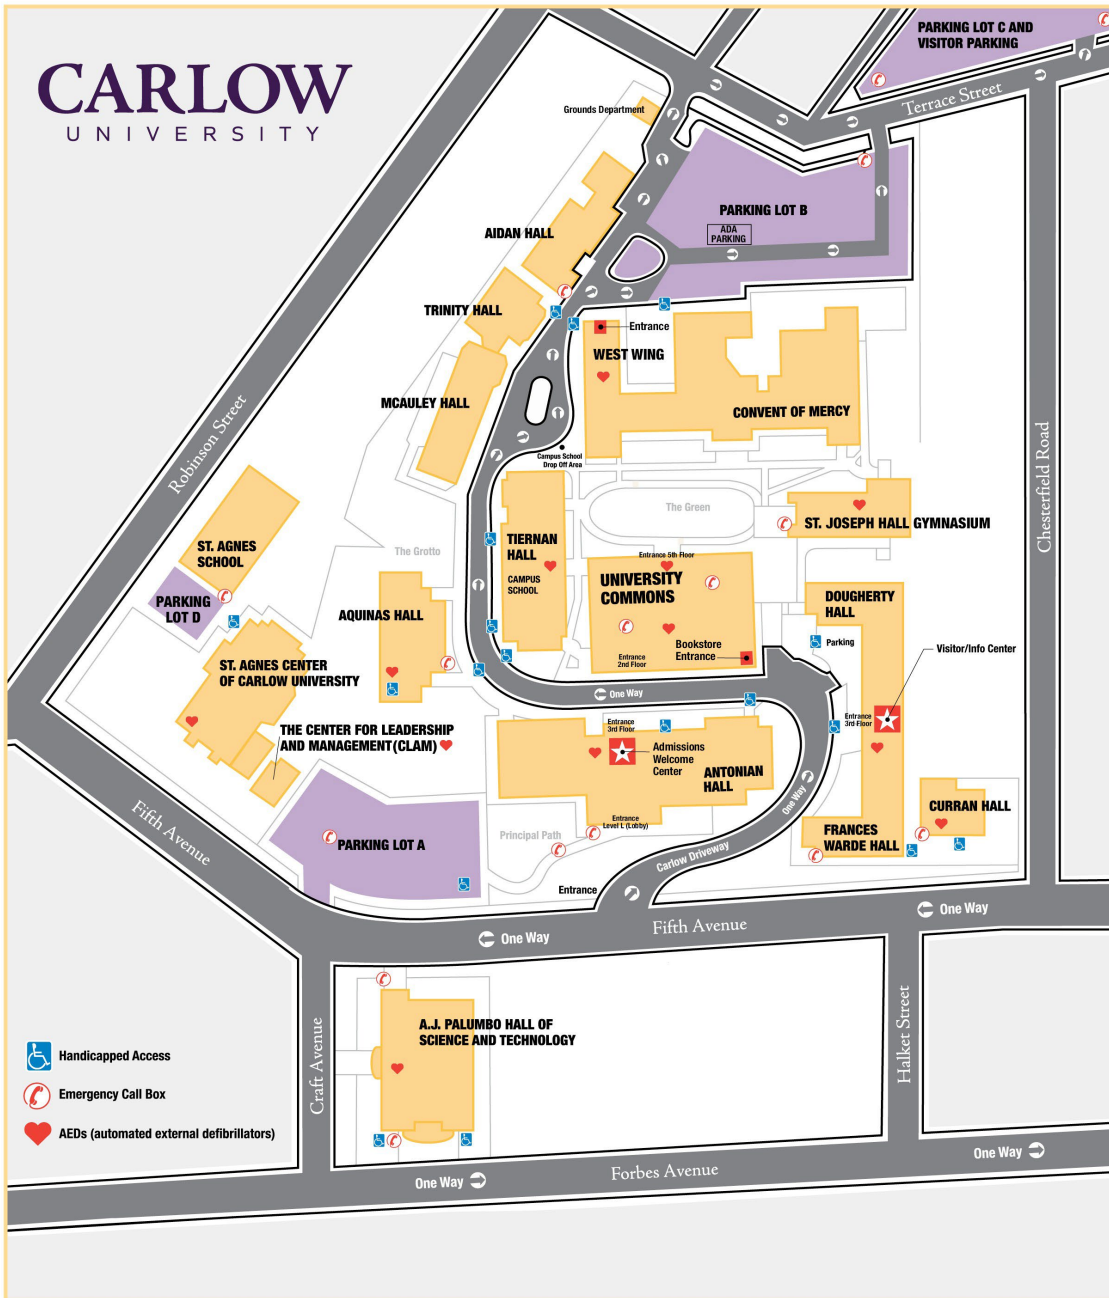 CARLOW
UNIVERSITY
PARKING LOT C AND
VISITOR PARKING
Terrace Street
Grounds Department
PARKING LOT B
ADA
PARKING
AIDAN HALL
TRINITY HALL
Entrance
WEST WING
MCAULEY HALL
CONVENT OF MERCY
Robinson Street
Chesterfield Road
Campus School
Drop Off Area
The Green
ST. JOSEPH HALL GYMNASIUM
ST. AGNES
SCHOOL
The Grotto
TIERNAN
HALL
CAMPUS
SCHOOL
Entrance 5th Floor
UNIVERSITY
COMMONS
PARKING
LOT D
AQUINAS HALL
DOUGHERTY
HALL
Bookstore
Entrance
Entrance
2nd Floor
Parking
Visitor/Info Center
ST. AGNES CENTER
OF CARLOW UNIVERSITY
One Way
THE CENTER FOR LEADERSHIP
AND MANAGEMENT (CLAM)
Entrance
3rd Floor
Admissions
Welcome
Center
ANTONIAN
HALL
Entrance
3rd Floor
One Way
CURRAN HALL
Fifth Avenue
PARKING LOT A
Principal Path
Entrance
Level L (Lobby)
FRANCES
WARDE HALL
Carlow Driveway
Entrance
One Way
Fifth Avenue
One Way
A.J. PALUMBO HALL OF
SCIENCE AND TECHNOLOGY
Craft Avenue
Halket Street
Handicapped Access
Emergency Call Box
AEDs (automated external defibrillators)
One Way
Forbes Avenue
One Way